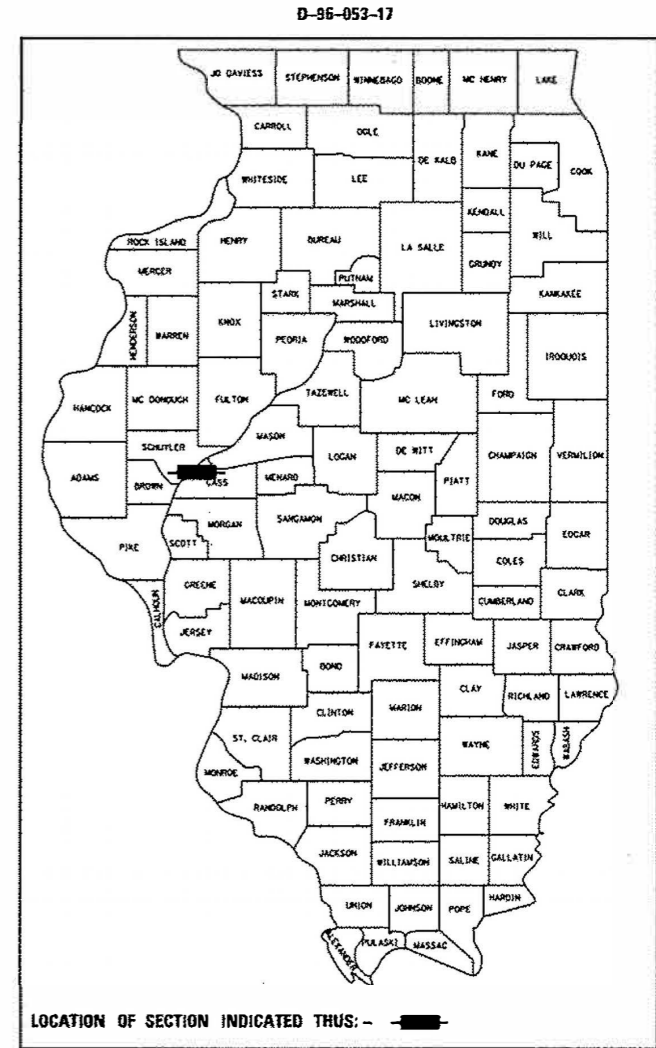 D-96-053-17
JO DAVIESS STEPHENSON WINNEBAGO BOONE MC HENRY LAKE
CARROLL OGLE
DE KALB KANE DU PAGE COOK
WHITESIDE LEE
KENDALL WILL
ROCK ISLAND HENRY BUREAU LA SALLE GRUNDY
MERCER PUTNAM KANKAKEE
STARK MARSHALL
HENDERSON WARREN KNOX PEORIA WOODFORD LIVINGSTON IROQUOIS
HANCOCK MC DONOUGH FULTON TAZEWELL MC LEAN FORD
MASON
SCHUYLER LOGAN DE WITT CHAMPAIGN VERMILION
ADAMS BROWN CASS MENARD PIATT
MACON
MORGAN SANGAMON DOUGLAS
PIKE SCOTT CHRISTIAN MOULTRIE EDGAR
COLES
GREENE SHELBY
CALHOUN MACOUPIN MONTGOMERY CUMBERLAND CLARK
JERSEY
FAYETTE EFFINGHAM JASPER CRAWFORD
BOND
MADISON CLAY RICHLAND LAWRENCE
CLINTON MARION
ST. CLAIR WAYNE EDWARDS WABASH
WASHINGTON JEFFERSON
MONROE
RANDOLPH PERRY HAMILTON WHITE
FRANKLIN
JACKSON WILLIAMSON SALINE GALLATIN
UNION JOHNSON POPE HARDIN
ALEXANDER PULASKI MASSAC
LOCATION OF SECTION INDICATED THUS: -